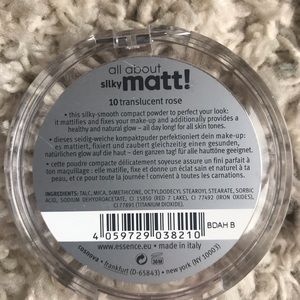 all about
silky matt!
10 translucent rose
• this silky-smooth compact powder to perfect your look:
it mattifies and fixes your make-up and additionally provides a
healthy and natural glow – all day long! for all skin tones.
• dieses seidig-weiche kompaktpuder perfektioniert dein make-up:
es mattiert, fixiert und zaubert gleichzeitig einen gesunden,
natürlichen glow auf die haut - den ganzen tag! für alle hauttöne geeignet.
• cette poudre compacte délicatement soyeuse assure un fini parfait à
ton maquillage : elle matifie, fixe et donne un éclat sain et naturel à
ta peau, toute la journée ! convient à toutes les carnations.
INGREDIENTS: TALC, MICA, DIMETHICONE, OCTYLDODECYL STEAROYL STEARATE, SORBIC
ACID, SODIUM DEHYDROACETATE, CI 15850 (RED 7 LAKE), CI 77492 (IRON OXIDES),
CI 77891 (TITANIUM DIOXIDE).
BDAH B
4 059729 038210
www.essence.eu • made in italy
cosnova • frankfurt (D-65843) • new york (NY 10003)